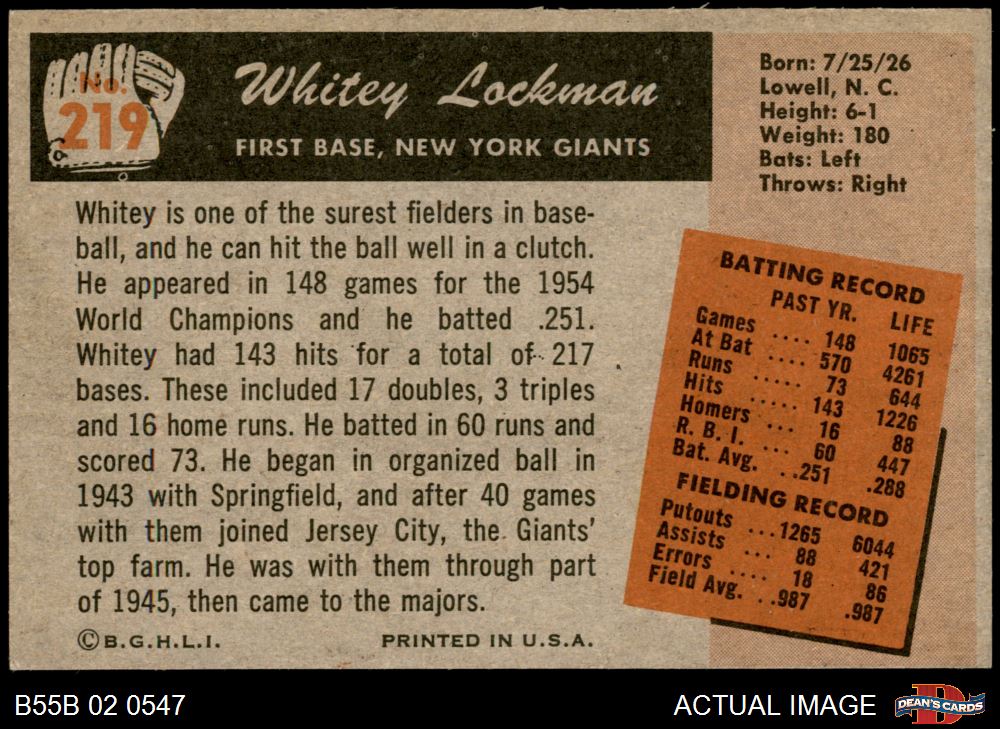 No.
219
Whitey Lockman
FIRST BASE, NEW YORK GIANTS
Born: 7/25/26
Lowell, N. C.
Height: 6-1
Weight: 180
Bats: Left
Throws: Right
Whitey is one of the surest fielders in base-
ball, and he can hit the ball well in a clutch.
He appeared in 148 games for the 1954
World Champions and he batted .251.
Whitey had 143 hits for a total of 217
bases. These included 17 doubles, 3 triples
and 16 home runs. He batted in 60 runs and
scored 73. He began in organized ball in
1943 with Springfield, and after 40 games
with them joined Jersey City, the Giants'
top farm. He was with them through part
of 1945, then came to the majors.
©B.G.H.L.I. PRINTED IN U.S.A.
BATTING RECORD
PAST YR. LIFE
Games .... 148 1065
At Bat .... 570 4261
Runs ..... 73 644
Hits ..... 143 1226
Homers ... 16 88
R. B. I. ... 60 447
Bat. Avg. ..251 .288
FIELDING RECORD
Putouts ...1265 6044
Assists ... 88 421
Errors .... 18 86
Field Avg. ..987 .987
B55B 02 0547 ACTUAL IMAGE DEAN'S CARDS